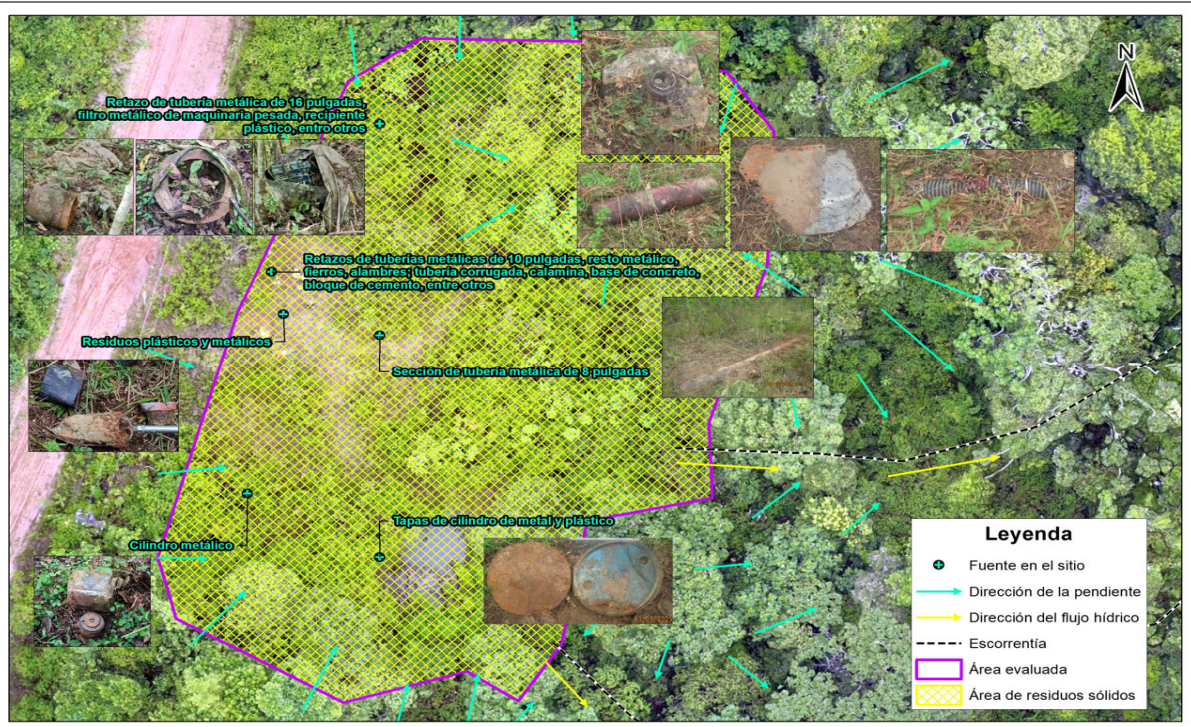 N
Retazo de tubería metálica de 16 pulgadas,
filtro metálico de maquinaria pesada, recipiente
plástico, entro otros
Retazos de tuberías metálicas de 10 pulgadas, resto metálico,
fierros, alambres; tubería corrugada, calamina, base de concreto,
bloque de cemento, entre otros
Residuos plásticos y metálicos
Sección de tubería metálica de 8 pulgadas
Tapas de cilindro de metal y plástico
Cilindro metálico
Leyenda
Fuente en el sitio
Dirección de la pendiente
Dirección del flujo hídrico
Escorrentía
Área evaluada
Área de residuos sólidos